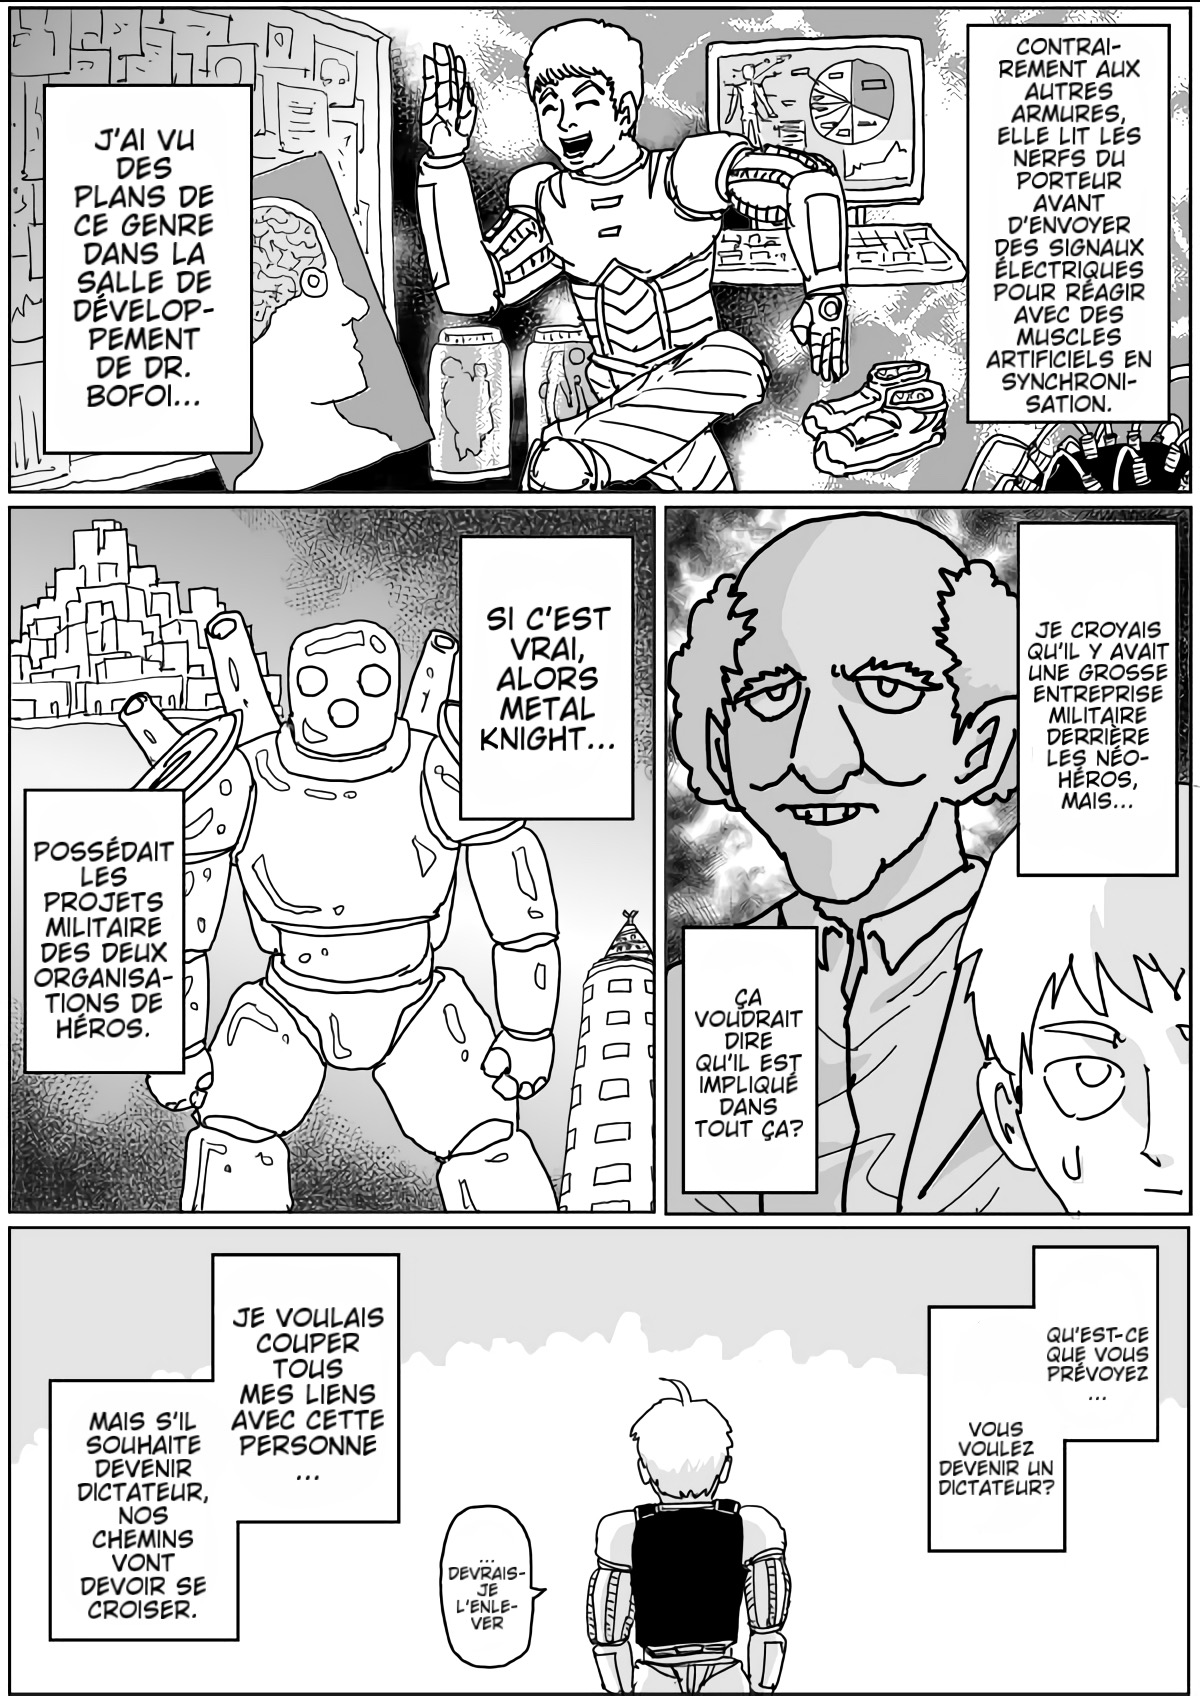 CONTRAI-
REMENT AUX
AUTRES
ARMURES,
ELLE LIT LES
NERFS DU
PORTEUR
AVANT
D'ENVOYER
DES SIGNAUX
ÉLECTRIQUES
POUR RÉAGIR
AVEC DES
MUSCLES
ARTIFICIELS EN
SYNCHRONI-
SATION.
J'AI VU
DES
PLANS DE
CE GENRE
DANS LA
SALLE DE
DÉVELOP-
PEMENT
DE DR.
BOFOI...
JE CROYAIS
QU'IL Y AVAIT
UNE GROSSE
ENTREPRISE
MILITAIRE
DERRIÈRE
LES NÉO-
HÉROS,
MAIS...
ÇA
VOUDRAIT
DIRE
QU'IL EST
IMPLIQUÉ
DANS
TOUT ÇA?
SI C'EST
VRAI,
ALORS
METAL
KNIGHT...
POSSÉDAIT
LES
PROJETS
MILITAIRE
DES DEUX
ORGANISA-
TIONS DE
HÉROS.
QU'EST-CE
QUE VOUS
PRÉVOYEZ
...
VOUS
VOULEZ
DEVENIR UN
DICTATEUR?
JE VOULAIS
COUPER
TOUS
MES LIENS
AVEC CETTE
PERSONNE
...
MAIS S'IL
SOUHAITE
DEVENIR
DICTATEUR,
NOS
CHEMINS
VONT
DEVOIR SE
CROISER.
...
DEVRAIS-
JE
L'ENLE-
VER